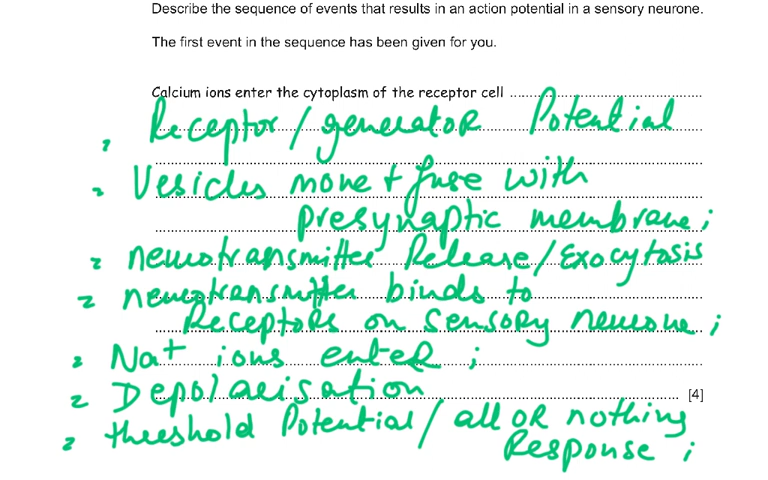 Describe the sequence of events that results in an action potential in a sensory neurone.
The first event in the sequence has been given for you.
Calcium ions enter the cytoplasm of the receptor cell
Receptor / generator Potential
Vesicles move + fuse with
presynaptic membrane ;
neurotransmitter Release / Exocytosis
neurotransmitter binds to
Receptors on sensory neurone ;
Na+ ions enter ;
Depolarisation
[4]
threshold Potential / all or nothing
Response ;